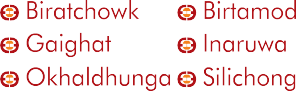 Biratchowk Birtamod
Gaighat Inaruwa
Okhaldhunga Silichong